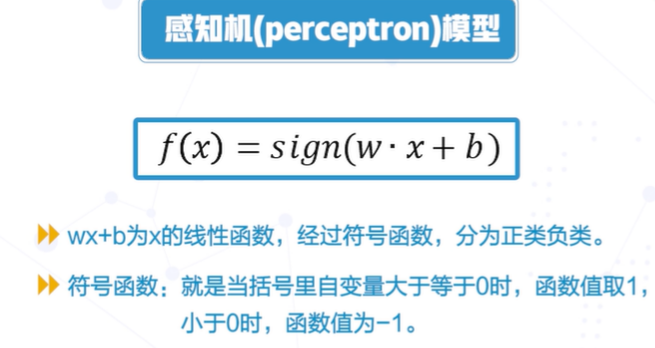 感知机(perceptron)模型
f(x) = sign(w · x + b)
wx+b为x的线性函数，经过符号函数，分为正类负类。
符号函数：就是当括号里自变量大于等于0时，函数值取1，
小于0时，函数值为-1。